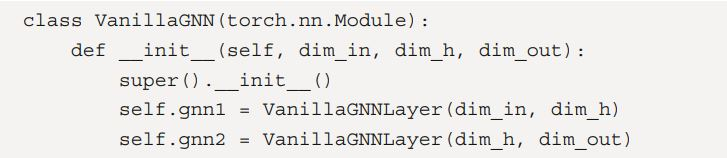 class VanillaGNN(torch.nn.Module):
    def __init__(self, dim_in, dim_h, dim_out):
        super().__init__()
        self.gnn1 = VanillaGNNLayer(dim_in, dim_h)
        self.gnn2 = VanillaGNNLayer(dim_h, dim_out)